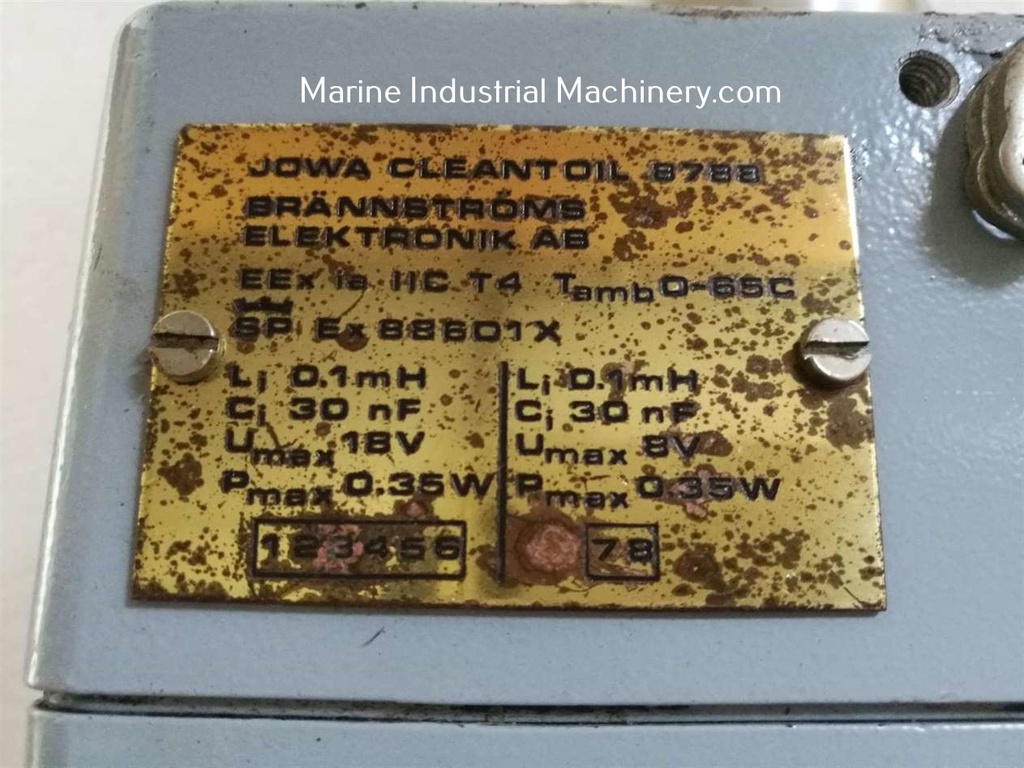 Marine Industrial Machinery.com
JOWA CLEANTOIL 8788
BRÄNNSTRÖMS
ELEKTRONIK AB
EEx ia IIC T4 Tamb 0-65C
SP Ex 88601X
Li 0.1mH Li 0.1mH
Ci 30 nF Ci 30 nF
Umax 18V Umax 8V
Pmax 0.35W Pmax 0.35W
123456 78